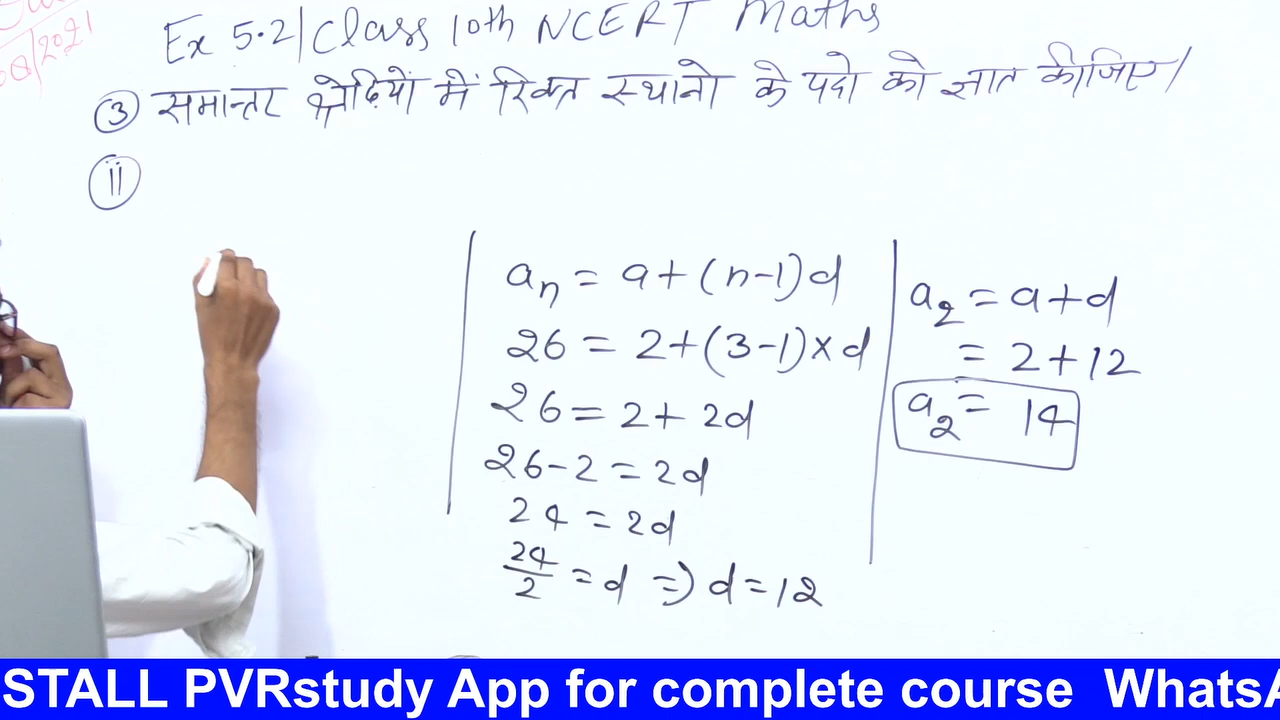 08/2021
Ex 5.2 | Class 10th NCERT Maths
③ समान्तर श्रेढियों में रिक्त स्थानो के पदो को ज्ञात कीजिए।
ii
an = a + (n-1)d
26 = 2+(3-1)×d
26 = 2 + 2d
26-2 = 2d
24 = 2d
24/2 = d => d = 12
a2 = a+d
= 2+12
a2 = 14
STALL PVRstudy App for complete course WhatsA